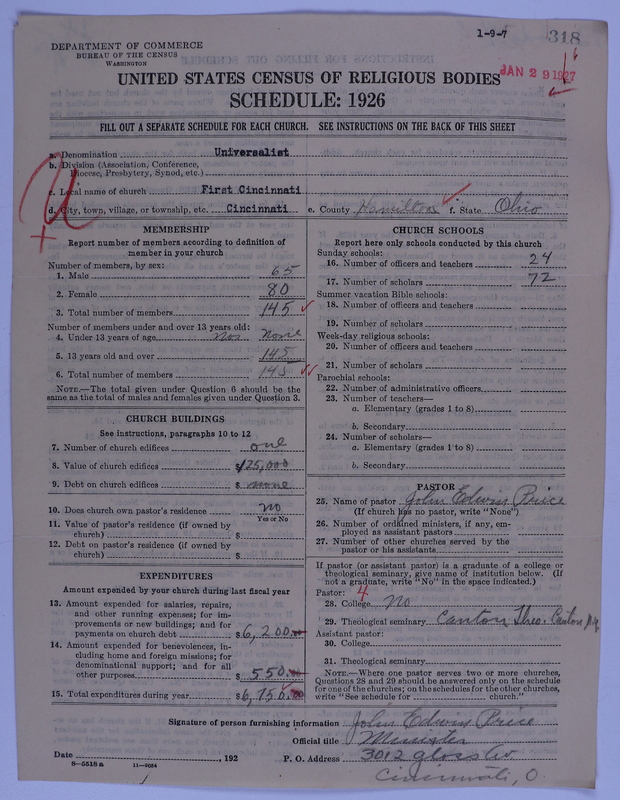 1-9-7
318
DEPARTMENT OF COMMERCE
BUREAU OF THE CENSUS
WASHINGTON
JAN 29 1927
UNITED STATES CENSUS OF RELIGIOUS BODIES
SCHEDULE: 1926
FILL OUT A SEPARATE SCHEDULE FOR EACH CHURCH. SEE INSTRUCTIONS ON THE BACK OF THIS SHEET
a. Denomination Universalist
b. Division (Association, Conference, Diocese, Presbytery, Synod, etc.)
c. Local name of church First Cincinnati
d. City, town, village, or township, etc. Cincinnati e. County Hamilton f. State Ohio
MEMBERSHIP
Report number of members according to definition of
member in your church
Number of members, by sex:
1. Male 65
2. Female 80
3. Total number of members 145
Number of members under and over 13 years old:
4. Under 13 years of age None
5. 13 years old and over 145
6. Total number of members 145
NOTE.—The total given under Question 6 should be
same as the total of males and females given under Question 3.
CHURCH BUILDINGS
See instructions, paragraphs 10 to 12
7. Number of church edifices one
8. Value of church edifices $125,000
9. Debt on church edifices $ none
10. Does church own pastor's residence no
Yes or No
11. Value of pastor's residence (if owned by
church) $
12. Debt on pastor's residence (if owned by
church) $
EXPENDITURES
Amount expended by your church during last fiscal year
13. Amount expended for salaries, repairs,
and other running expenses; for im-
provements or new buildings; and for
payments on church debt $6,200.00
14. Amount expended for benevolences, in-
cluding home and foreign missions; for
denominational support; and for all
other purposes $550.00
15. Total expenditures during year $6,750.00
CHURCH SCHOOLS
Report here only schools conducted by this church
Sunday schools:
16. Number of officers and teachers 24
17. Number of scholars 72
Summer vacation Bible schools:
18. Number of officers and teachers
19. Number of scholars
Week-day religious schools:
20. Number of officers and teachers
21. Number of scholars
Parochial schools:
22. Number of administrative officers
23. Number of teachers—
a. Elementary (grades 1 to 8)
b. Secondary
24. Number of scholars—
a. Elementary (grades 1 to 8)
b. Secondary
PASTOR
25. Name of pastor John Edwin Price
(If church has no pastor, write "None")
26. Number of ordained ministers, if any, em-
ployed as assistant pastors
27. Number of other churches served by the
pastor or his assistants
If pastor (or assistant pastor) is a graduate of a college or
theological seminary, give name of institution below. (If
not a graduate, write "No" in the space indicated.)
Pastor: 4
28. College No
29. Theological seminary Canton Theo. Canton N.Y.
Assistant pastor:
30. College
31. Theological seminary
NOTE.—Where one pastor serves two or more churches,
Questions 28 and 29 should be answered only on the schedule
for one of the churches; on the schedules for the other churches,
write "See schedule for church."
Signature of person furnishing information John Edwin Price
Official title Minister
Date , 192 P. O. Address 3012
8—5518 a 11—9034
Cincinnati, O.